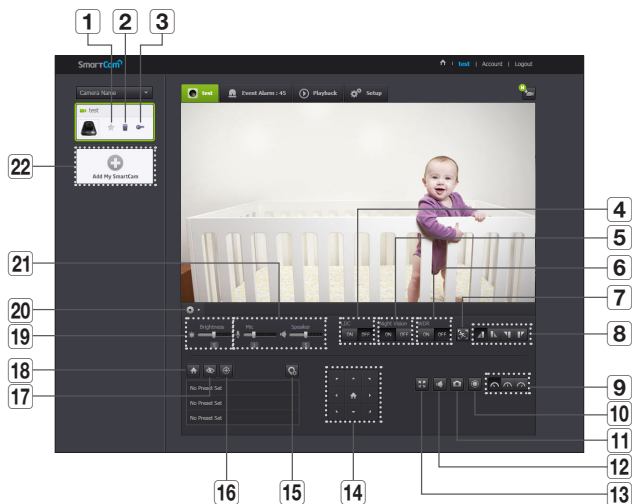 1 2 3
SmarTCam
test | Account | Logout
Camera Name
test
Event Alarm : 45
Playback
Setup
H
test
Add My SmartCam
22
4
5
6
7
8
21
20
19
Brightness
Mic
Speaker
LDC
ON OFF
Night Vision
ON OFF
WDR
ON OFF
18
17
No Preset Set
No Preset Set
No Preset Set
9
10
11
12
13
16 15 14